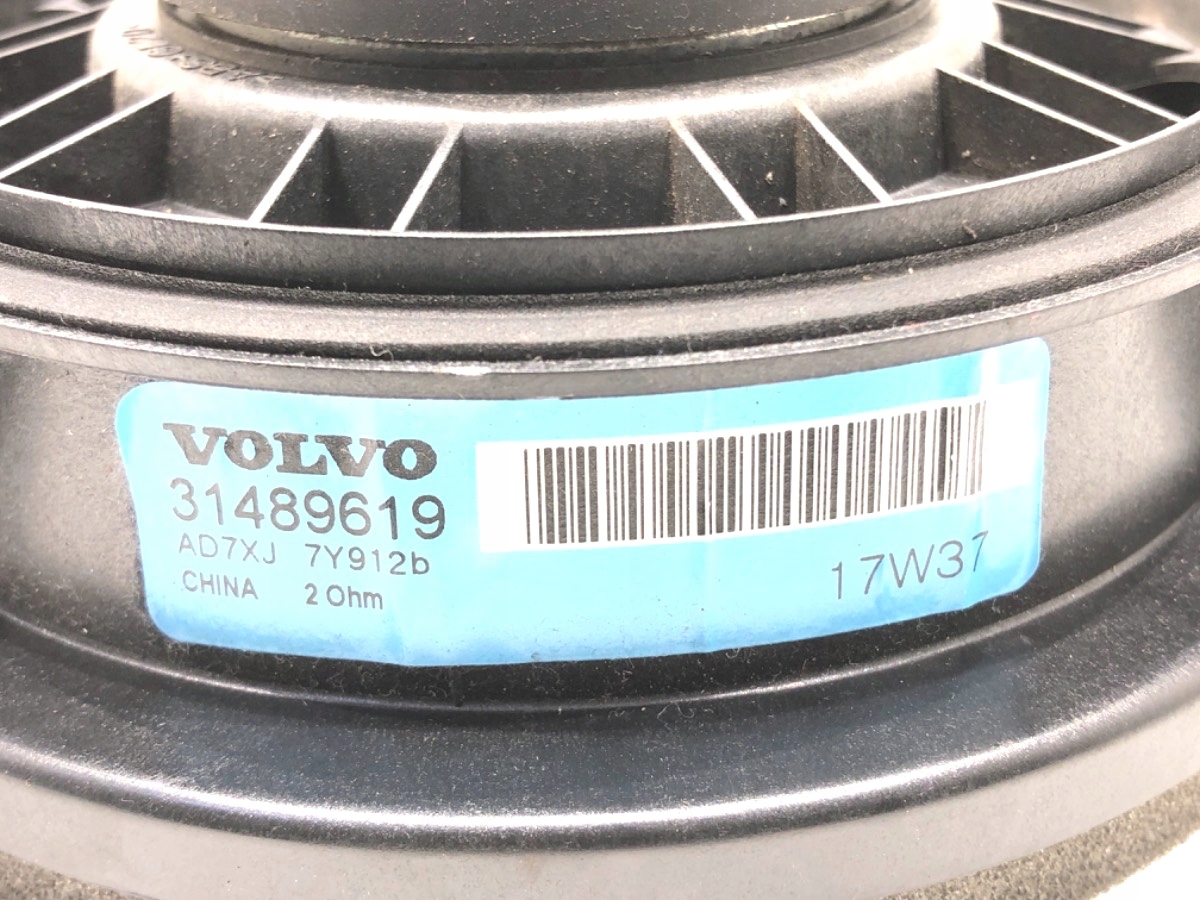 VOLVO
31489619
AD7XJ 7Y912b
CHINA 2 Ohm
17W37